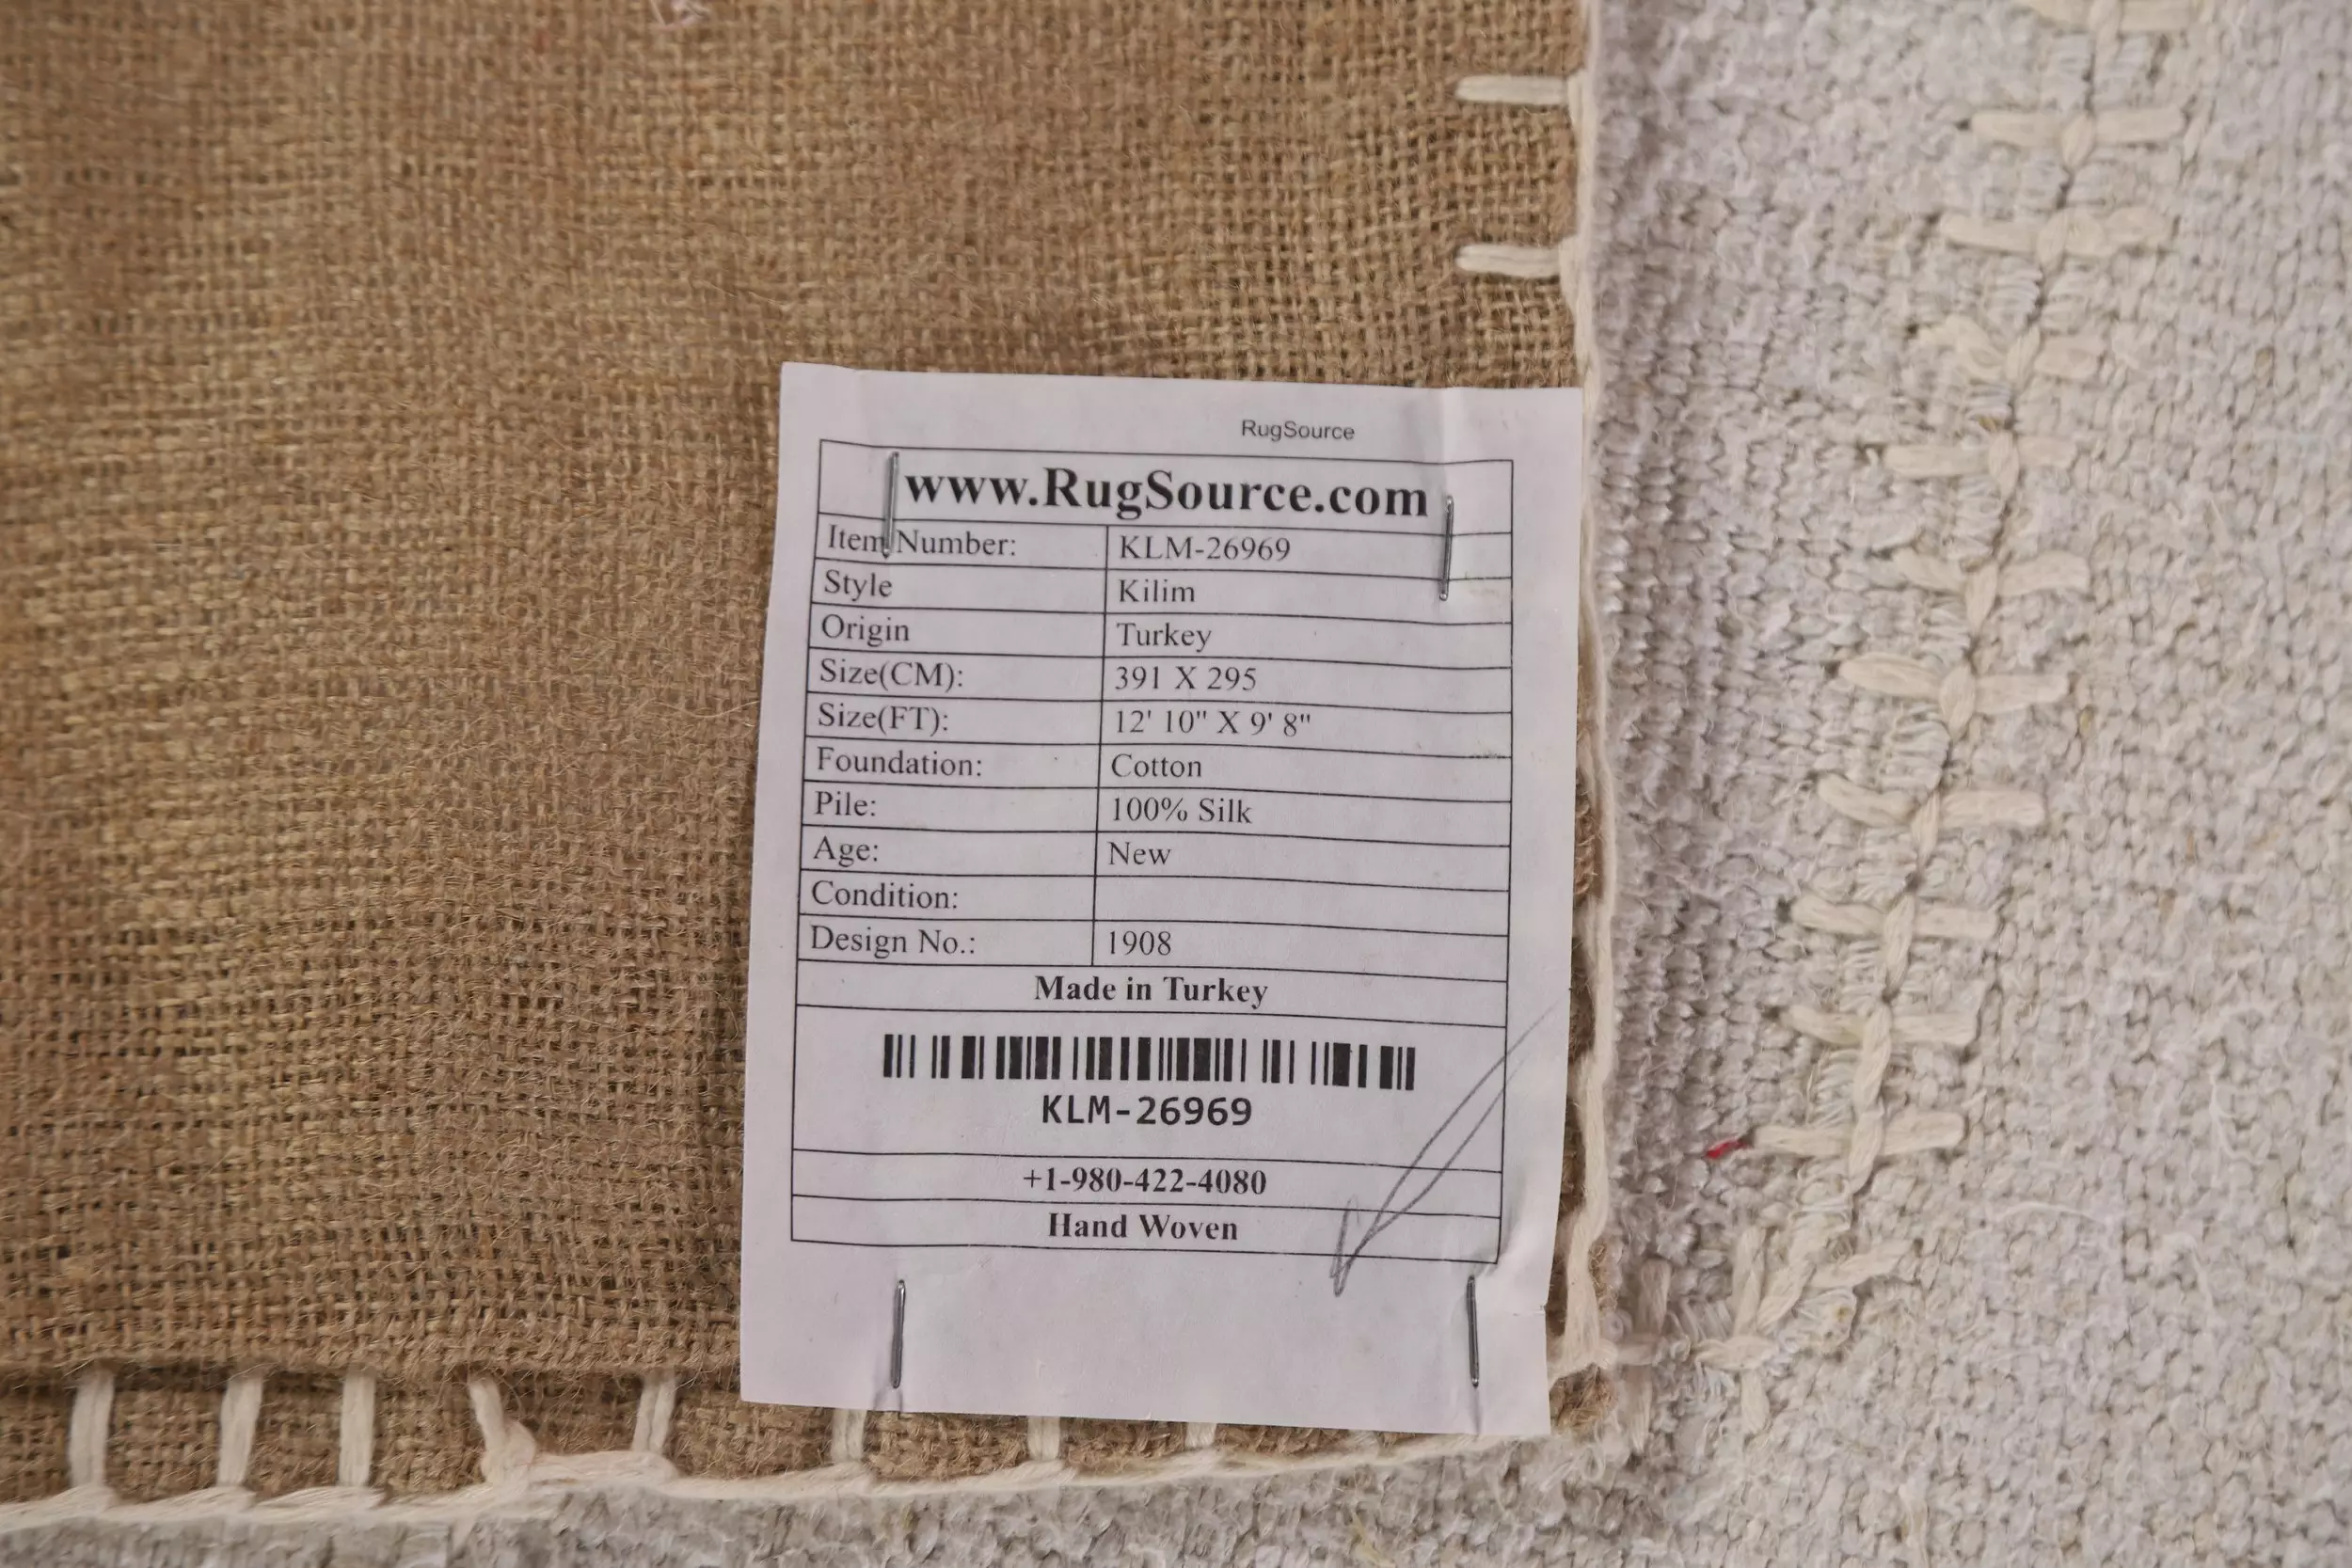 RugSource
www.RugSource.com
Item Number: KLM-26969
Style Kilim
Origin Turkey
Size(CM): 391 X 295
Size(FT): 12' 10" X 9' 8"
Foundation: Cotton
Pile: 100% Silk
Age: New
Condition:
Design No.: 1908
Made in Turkey
KLM-26969
+1-980-422-4080
Hand Woven